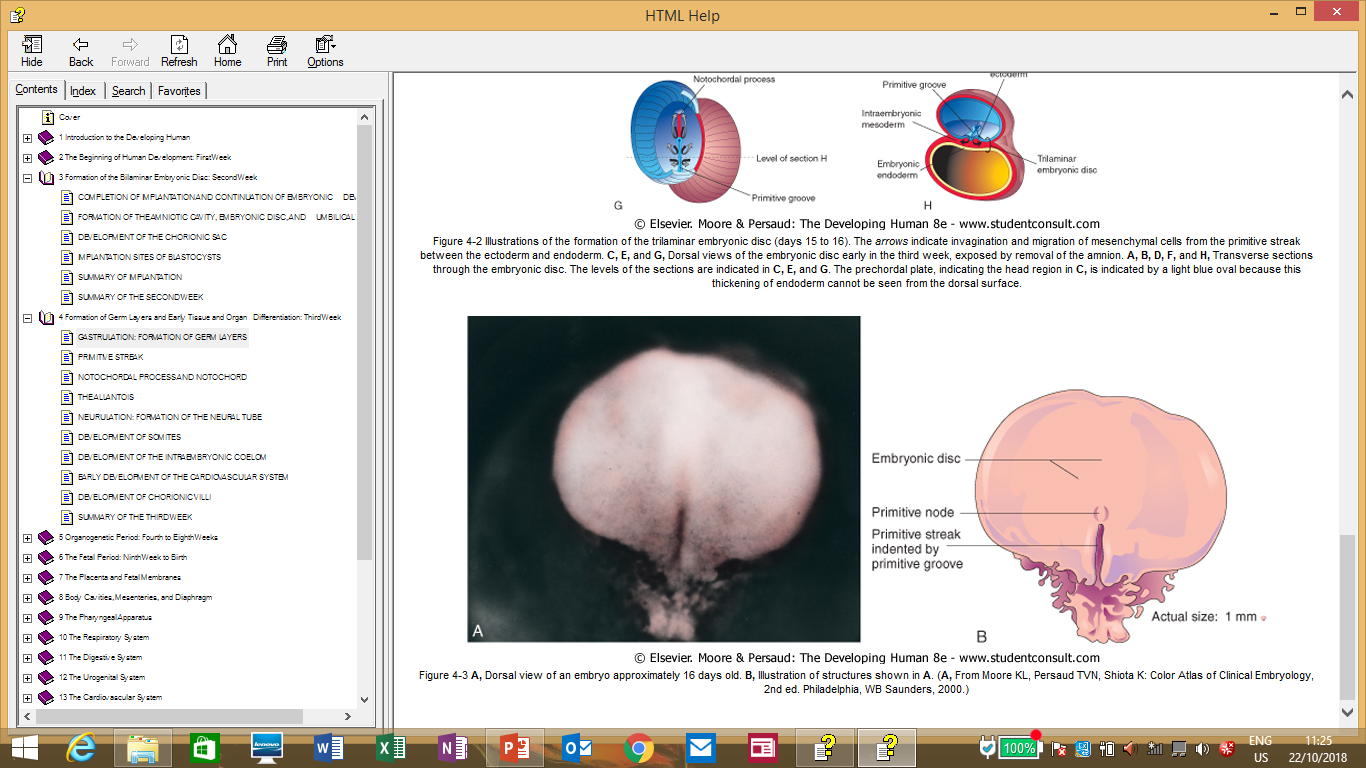 HTML Help
Hide Back Forward Refresh Home Print Options
Contents Index Search Favorites
Cover
1 Introduction to the Developing Human
2 The Beginning of Human Development: FirstWeek
3 Formation of the Bilaminar Embryonic Disc: SecondWeek
COMPLETION OF IMPLANTATION AND CONTINUATION OF EMBRYONIC DEV
FORMATION OF THE AMNIOTIC CAVITY, EMBRYONIC DISC, AND UMBILICAL
DEVELOPMENT OF THE CHORIONIC SAC
IMPLANTATION SITES OF BLASTOCYSTS
SUMMARY OF IMPLANTATION
SUMMARY OF THE SECONDWEEK
4 Formation of Germ Layers and Early Tissue and Organ Differentiation: ThirdWeek
GASTRULATION: FORMATION OF GERM LAYERS
PRIMITIVE STREAK
NOTOCHORDAL PROCESS AND NOTOCHORD
THE ALLANTOIS
NEURULATION: FORMATION OF THE NEURAL TUBE
DEVELOPMENT OF SOMITES
DEVELOPMENT OF THE INTRAEMBRYONIC COELOM
EARLY DEVELOPMENT OF THE CARDIOVASCULAR SYSTEM
DEVELOPMENT OF CHORIONIC VILLI
SUMMARY OF THE THIRDWEEK
5 Organogenetic Period: Fourth to EighthWeeks
6 The Fetal Period: NinthWeek to Birth
7 The Placenta and Fetal Membranes
8 Body Cavities, Mesenteries, and Diaphragm
9 The Pharyngeal Apparatus
10 The Respiratory System
11 The Digestive System
12 The Urogenital System
13 The Cardiovascular System
Notochordal process
Level of section H
Primitive groove
G
ectoderm
Primitive groove
Intraembryonic
mesoderm
Embryonic
endoderm
Trilaminar
embryonic disc
H
© Elsevier. Moore & Persaud: The Developing Human 8e - www.studentconsult.com
Figure 4-2 Illustrations of the formation of the trilaminar embryonic disc (days 15 to 16). The arrows indicate invagination and migration of mesenchymal cells from the primitive streak
between the ectoderm and endoderm. C, E, and G, Dorsal views of the embryonic disc early in the third week, exposed by removal of the amnion. A, B, D, F, and H, Transverse sections
through the embryonic disc. The levels of the sections are indicated in C, E, and G. The prechordal plate, indicating the head region in C, is indicated by a light blue oval because this
thickening of endoderm cannot be seen from the dorsal surface.
A
Embryonic disc
Primitive node
Primitive streak
indented by
primitive groove
Actual size: 1 mm
B
© Elsevier. Moore & Persaud: The Developing Human 8e - www.studentconsult.com
Figure 4-3 A, Dorsal view of an embryo approximately 16 days old. B, Illustration of structures shown in A. (A, From Moore KL, Persaud TVN, Shiota K: Color Atlas of Clinical Embryology,
2nd ed. Philadelphia, WB Saunders, 2000.)
lenovo
100%
ENG
US
11:25
22/10/2018